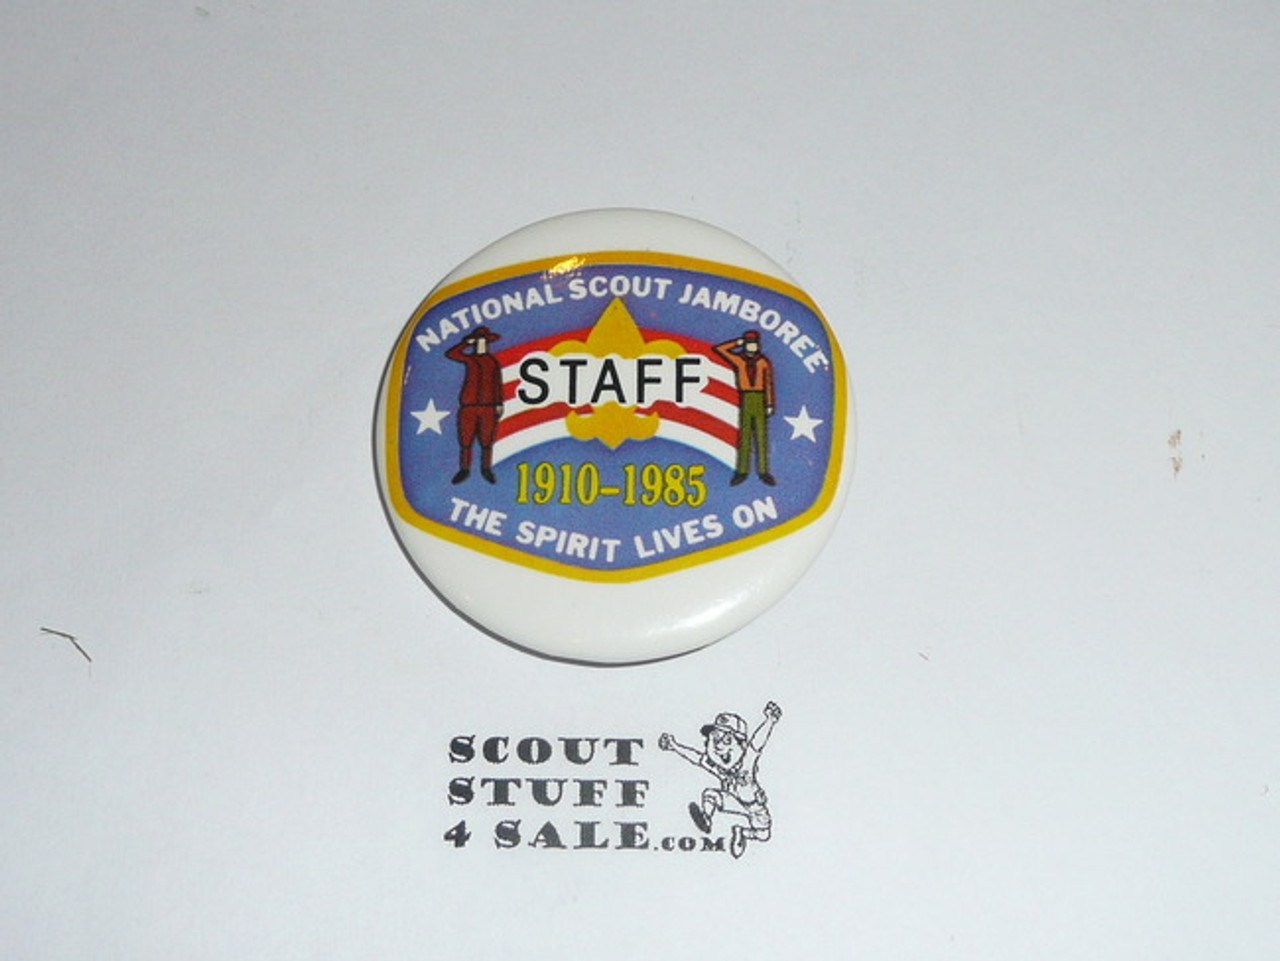 NATIONAL SCOUT JAMBOREE
STAFF
1910-1985
THE SPIRIT LIVES ON
SCOUT
STUFF
4 SALE.COM